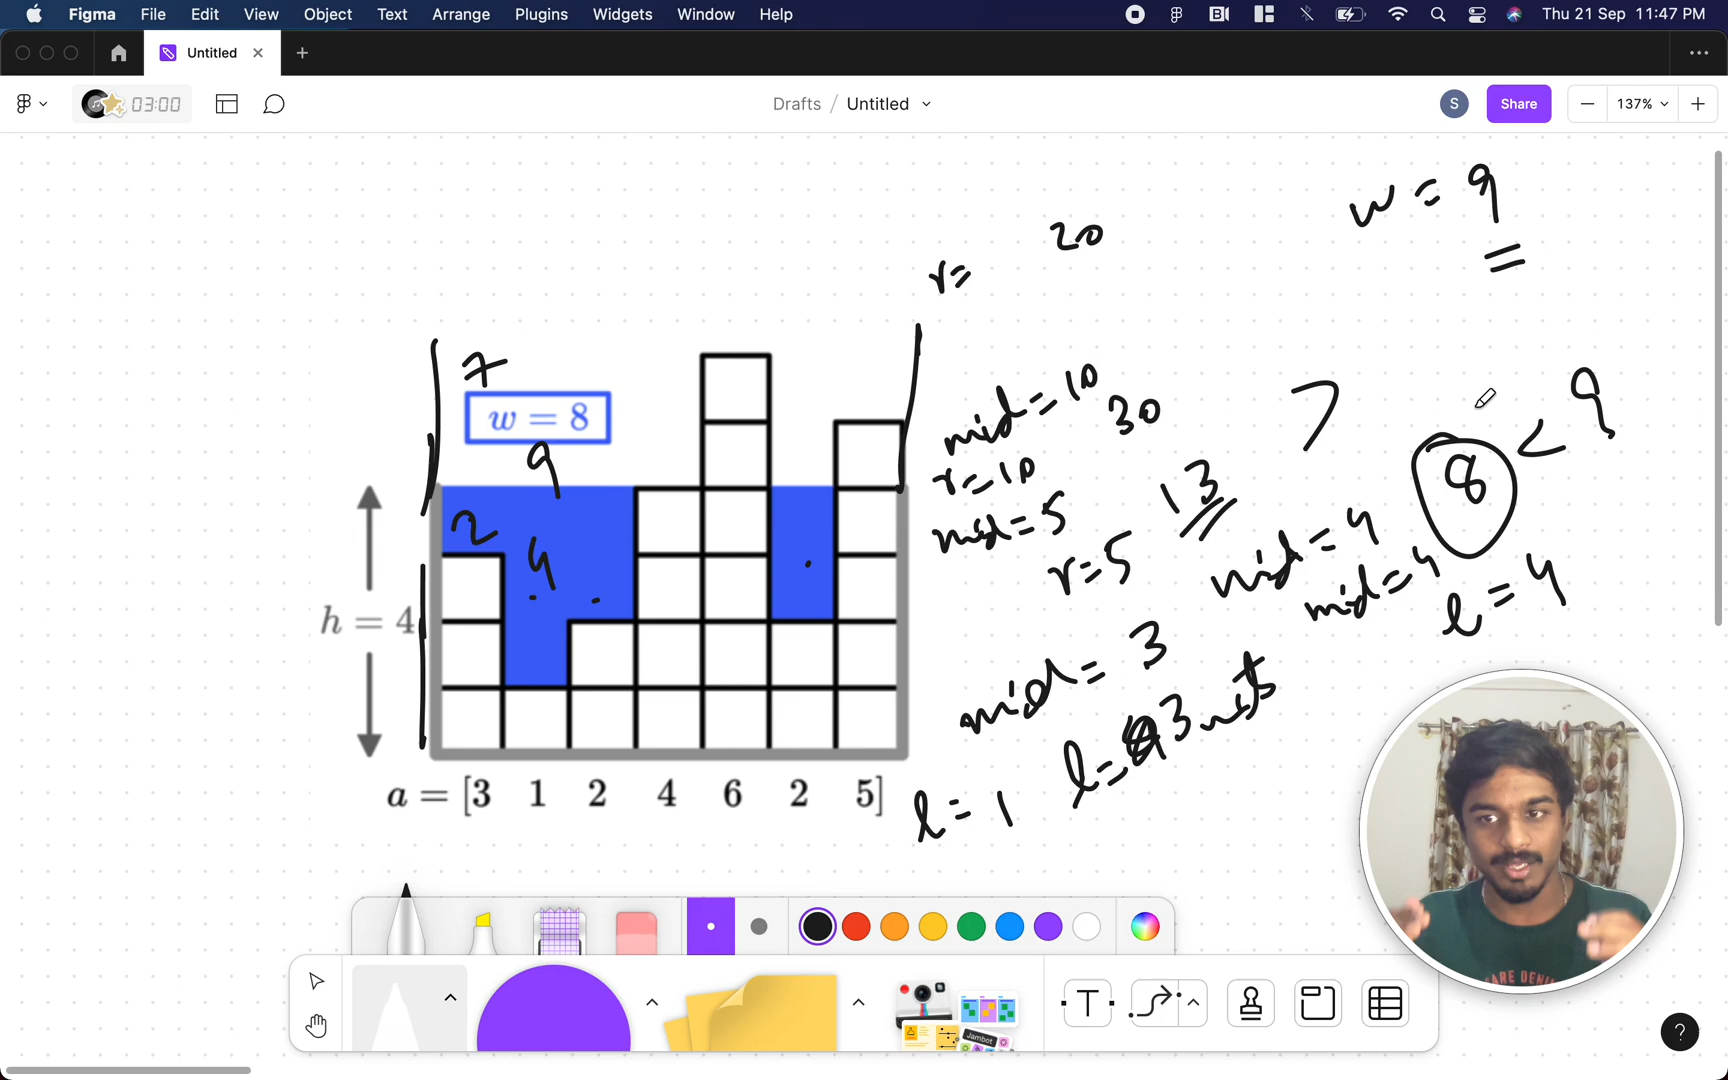 Figma File Edit View Object Text Arrange Plugins Widgets Window Help Thu 21 Sep 11:47 PM
Untitled
03:00 Drafts / Untitled S Share 137%
w = 9
20
r=
7
w = 8
9
mid=10
30
r=10
mid=5
13
r=5
7
8 < 9
mid=4
mid=4
l=4
2
4
h = 4
mid=3
l= 3
l=1
a = [3 1 2 4 6 2 5]
T
Jambot
?